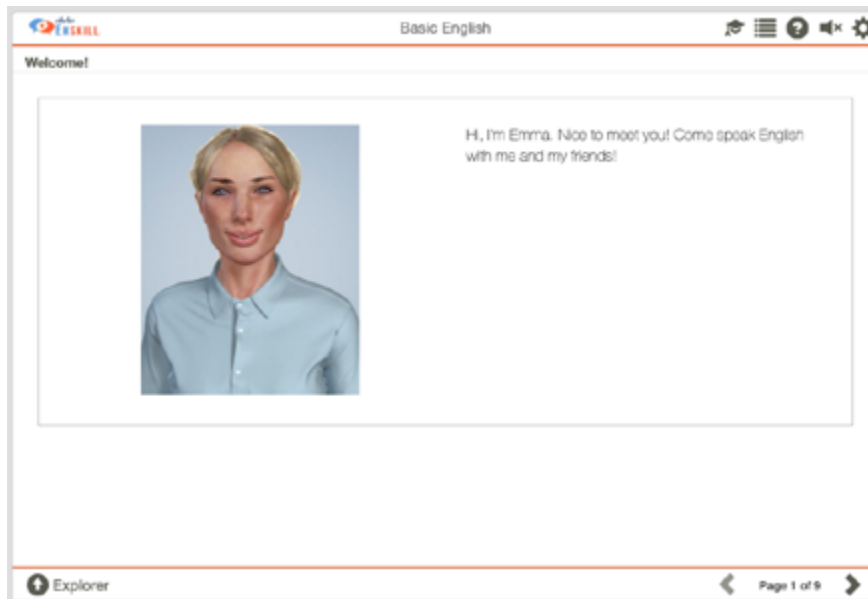 ERSKILL
Basic English
Welcome!
Hi, I'm Emma. Nice to meet you! Come speak English
with me and my friends!
Explorer
Page 1 of 9